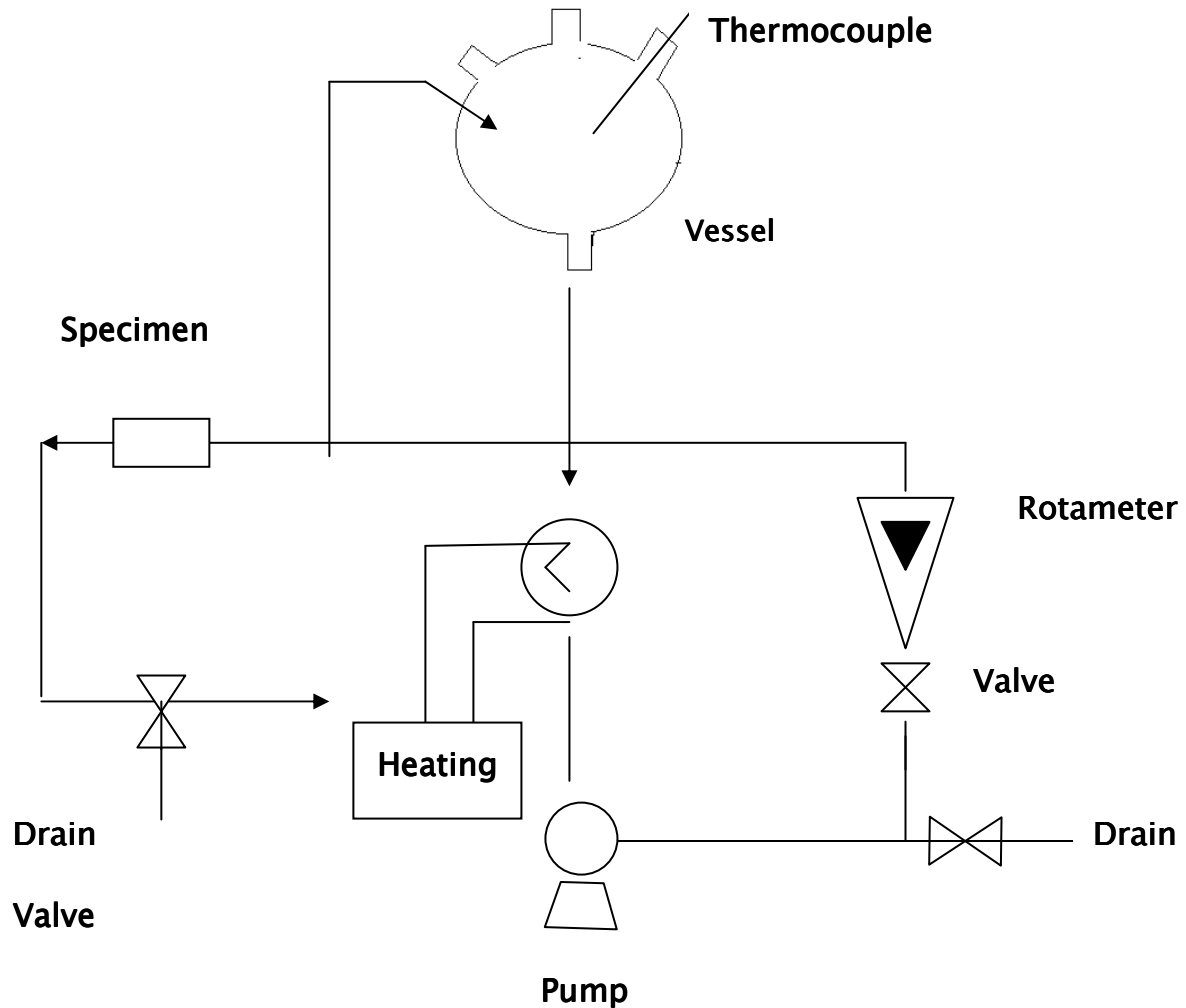 Thermocouple
Vessel
Specimen
Rotameter
Valve
Heating
Drain
Drain
Valve
Pump